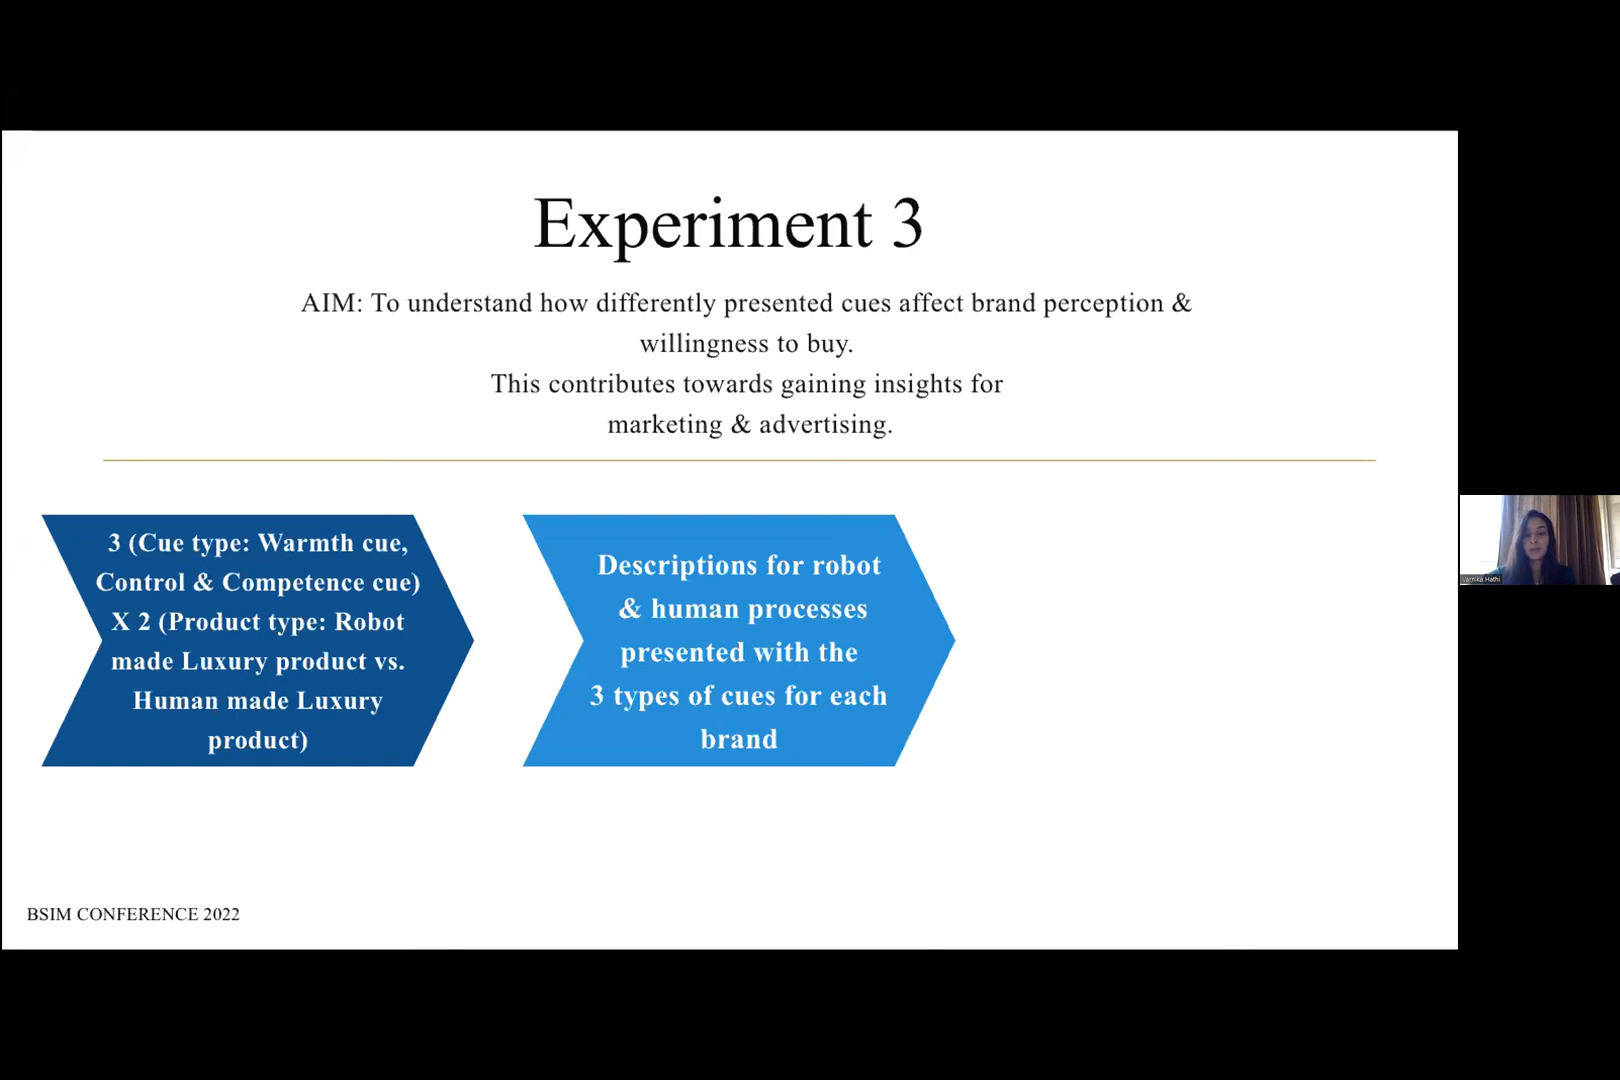 Experiment 3
AIM: To understand how differently presented cues affect brand perception &
willingness to buy.
This contributes towards gaining insights for
marketing & advertising.
3 (Cue type: Warmth cue,
Control & Competence cue)
X 2 (Product type: Robot
made Luxury product vs.
Human made Luxury
product)
Descriptions for robot
& human processes
presented with the
3 types of cues for each
brand
BSIM CONFERENCE 2022
Varnika Hathi